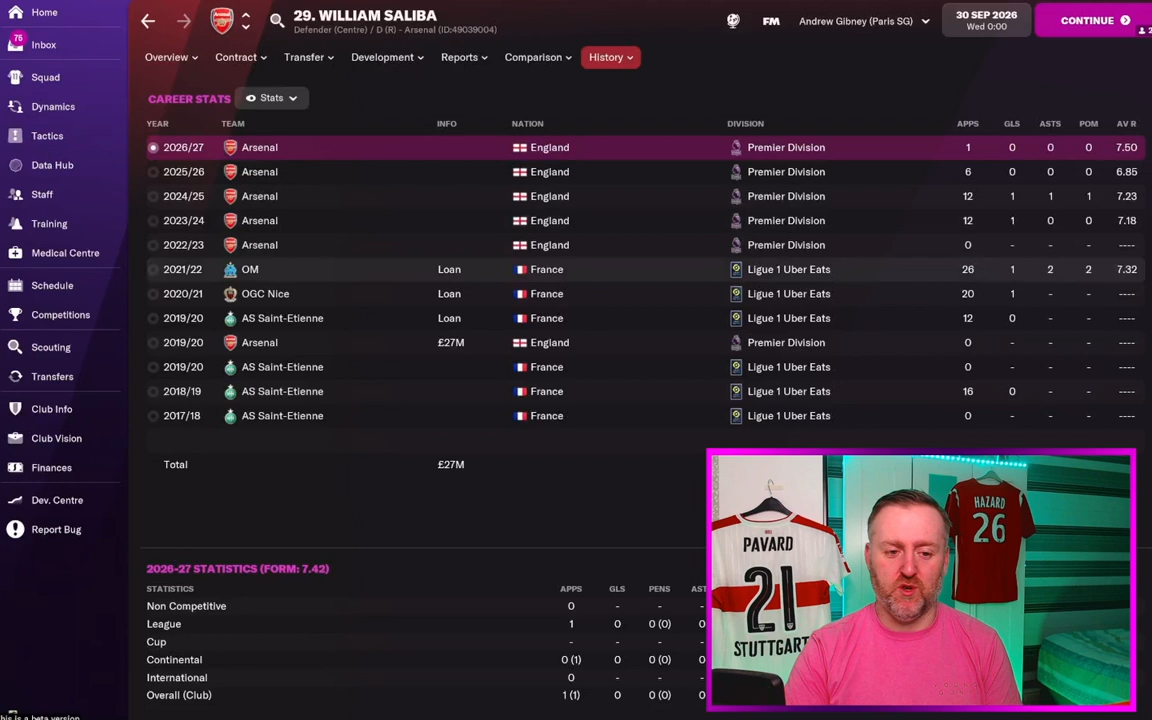 Home
29. WILLIAM SALIBA
Defender (Centre) / D (R) - Arsenal (ID:49039004)
FM
Andrew Gibney (Paris SG)
30 SEP 2026
Wed 0:00
CONTINUE
2
76
Inbox
Squad
Dynamics
Tactics
Data Hub
Staff
Training
Medical Centre
Schedule
Competitions
Scouting
Transfers
Club Info
Club Vision
Finances
Dev. Centre
Report Bug
Overview Contract Transfer Development Reports Comparison History
CAREER STATS Stats
YEAR TEAM INFO NATION DIVISION APPS GLS ASTS POM AV R
2026/27 Arsenal England Premier Division 1 0 0 0 7.50
2025/26 Arsenal England Premier Division 6 0 0 0 6.85
2024/25 Arsenal England Premier Division 12 1 1 1 7.23
2023/24 Arsenal England Premier Division 12 1 0 0 7.18
2022/23 Arsenal England Premier Division 0 - - - ----
2021/22 OM Loan France Ligue 1 Uber Eats 26 1 2 2 7.32
2020/21 OGC Nice Loan France Ligue 1 Uber Eats 20 1 - - ----
2019/20 AS Saint-Etienne Loan France Ligue 1 Uber Eats 12 0 - - ----
2019/20 Arsenal £27M England Premier Division 0 - - - ----
2019/20 AS Saint-Etienne France Ligue 1 Uber Eats 0 - - - ----
2018/19 AS Saint-Etienne France Ligue 1 Uber Eats 16 0 - - ----
2017/18 AS Saint-Etienne France Ligue 1 Uber Eats 0 - - - ----
Total £27M
2026-27 STATISTICS (FORM: 7.42)
STATISTICS APPS GLS PENS AST
Non Competitive 0 - - -
League 1 0 0 (0) 0
Cup - - - -
Continental 0 (1) 0 0 (0) 0
International 0 - - -
Overall (Club) 1 (1) 0 0 (0) 0
PAVARD
21
STUTTGART
HAZARD
26
his is a beta version